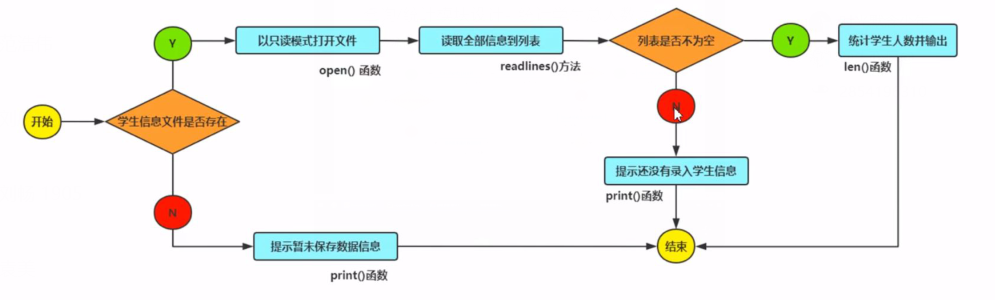 开始
学生信息文件是否存在
Y
以只读模式打开文件
open() 函数
读取全部信息到列表
readlines()方法
列表是否不为空
Y
统计学生人数并输出
len()函数
N
提示还没有录入学生信息
print()函数
N
提示暂未保存数据信息
print()函数
结束